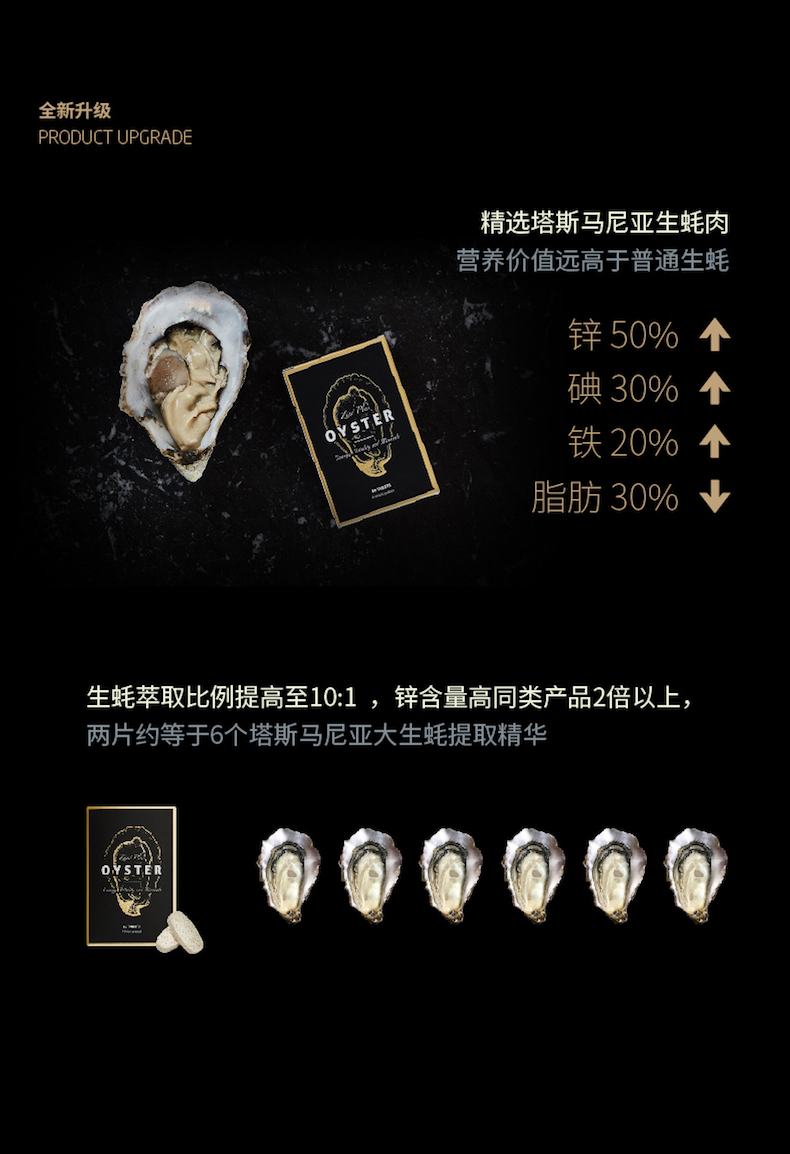 全新升级
PRODUCT UPGRADE
精选塔斯马尼亚生蚝肉
营养价值远高于普通生蚝
锌 50%
碘 30%
铁 20%
脂肪 30%
OYSTER
生蚝萃取比例提高至10:1 ，锌含量高同类产品2倍以上，
两片约等于6个塔斯马尼亚大生蚝提取精华
OYSTER